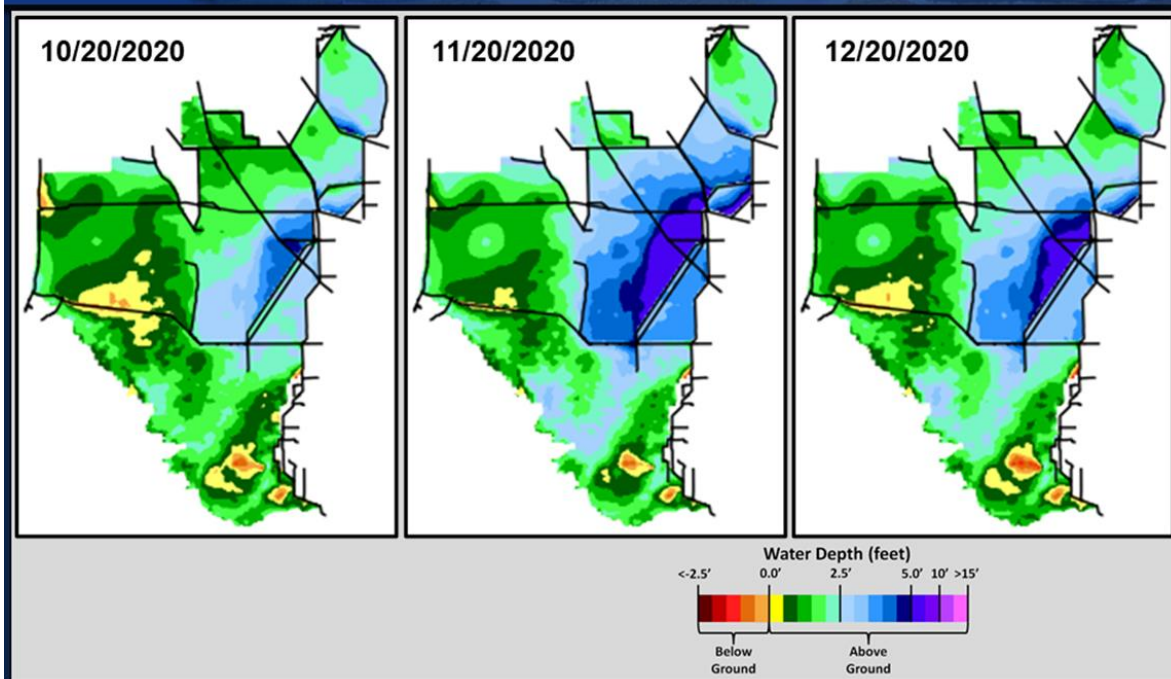 10/20/2020
11/20/2020
12/20/2020
Water Depth (feet)
<-2.5' 0.0' 2.5' 5.0' 10' >15'
Below Above
Ground Ground